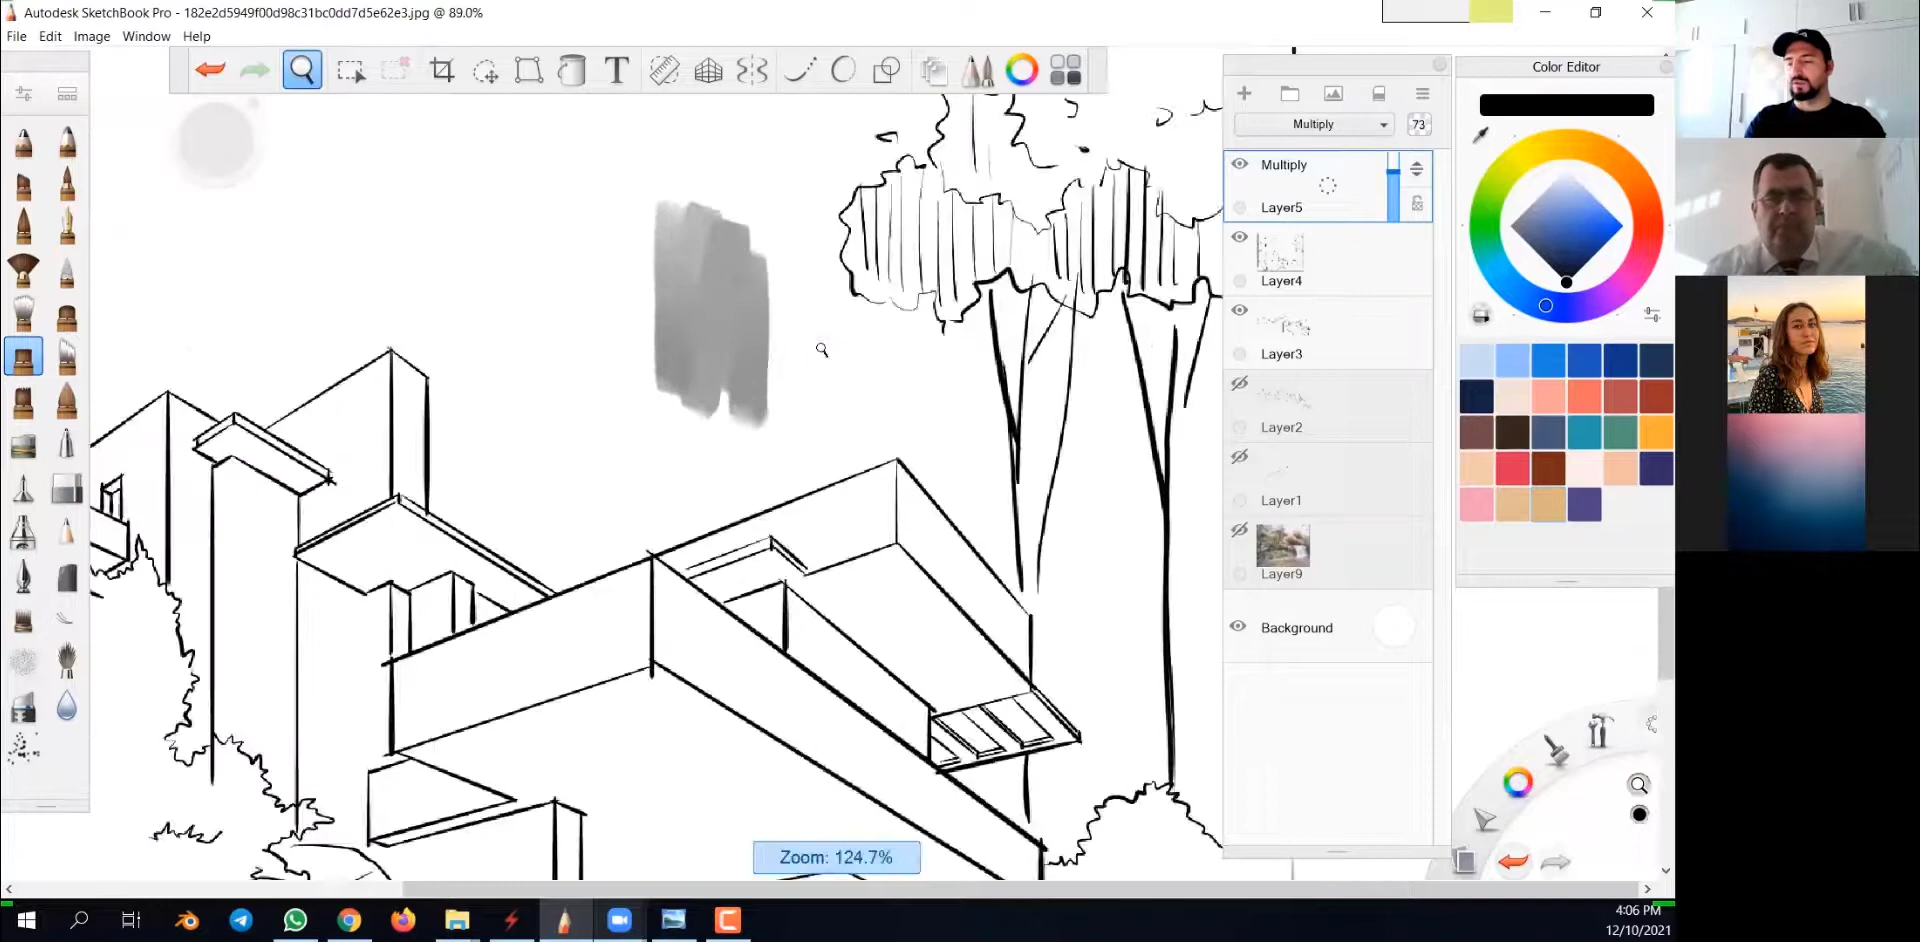 Autodesk SketchBook Pro - 182e2d5949f00d98c31bc0dd7d5e62e3.jpg @ 89.0%
File Edit Image Window Help
T
Color Editor
Multiply
73
Multiply
Layer5
Layer4
Layer3
Layer2
Layer1
Layer9
Background
Zoom: 124.7%
4:06 PM
12/10/2021